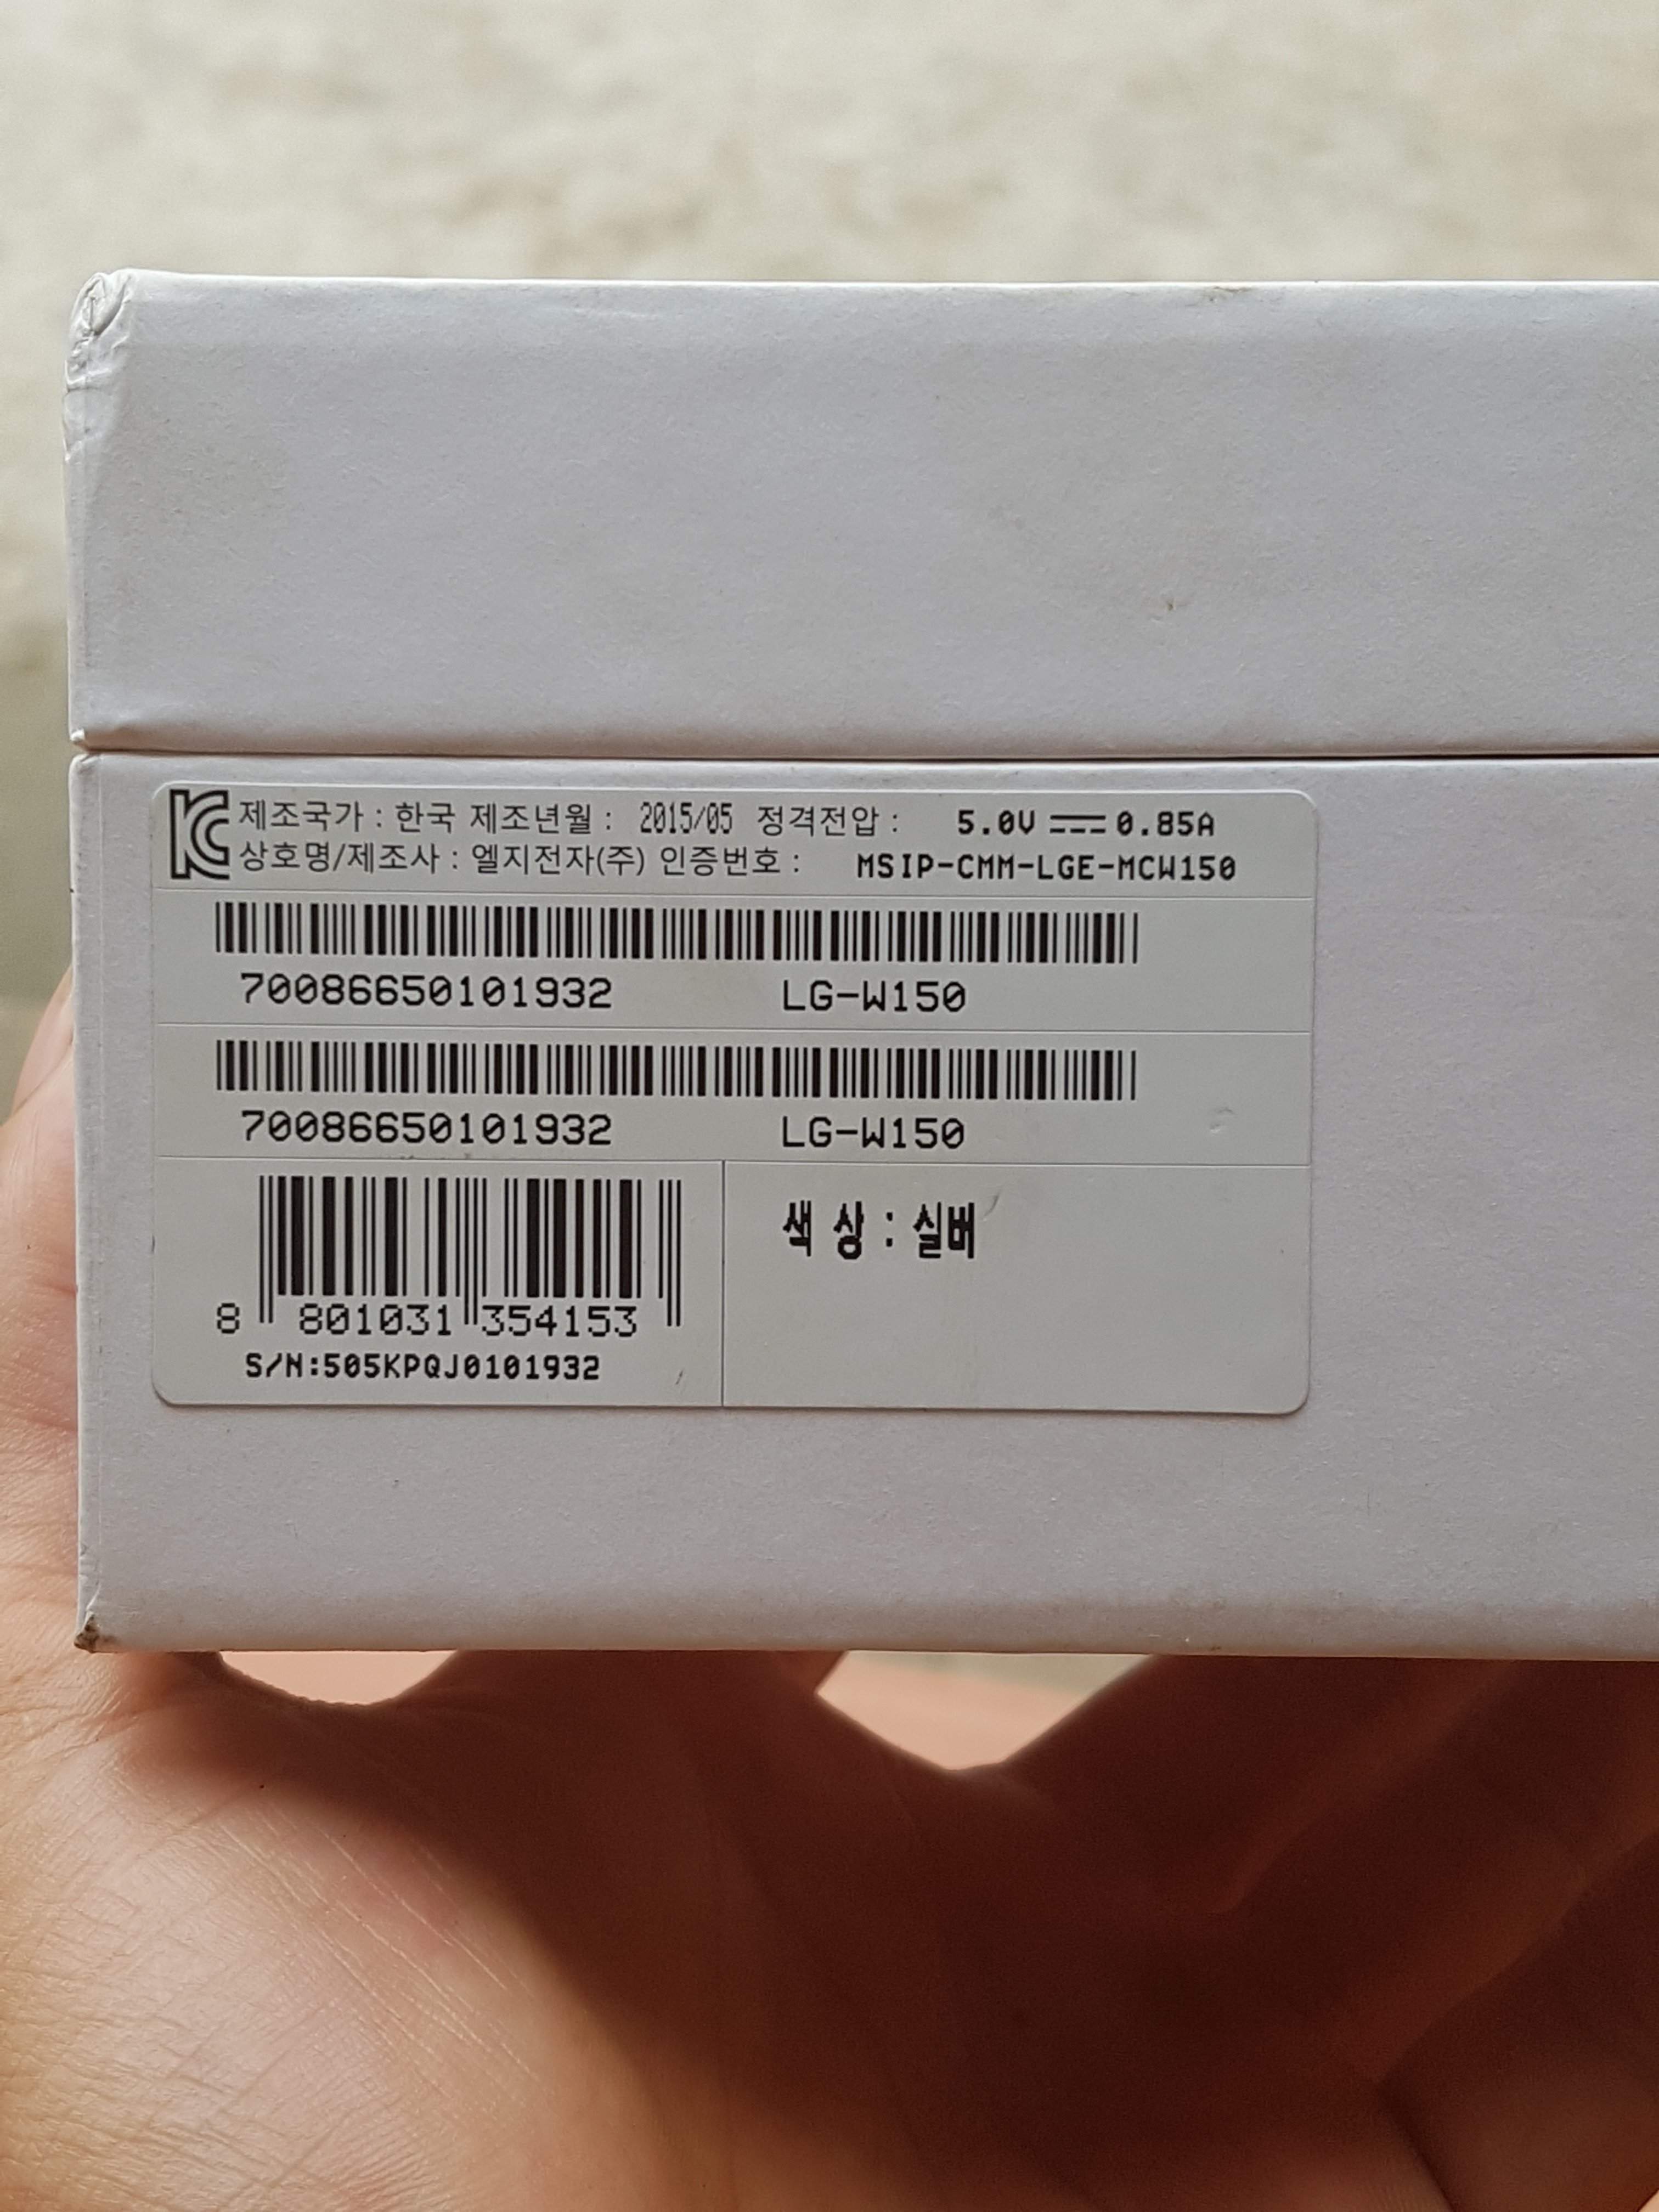 KC 제조국가 : 한국 제조년월 : 2015/05 정격전압 : 5.0V ⎓ 0.85A
상호명/제조사 : 엘지전자(주) 인증번호 : MSIP-CMM-LGE-MCW150
70086650101932 LG-W150
70086650101932 LG-W150
8 801031 354153
S/N:505KPQJ0101932
색 상 : 실버